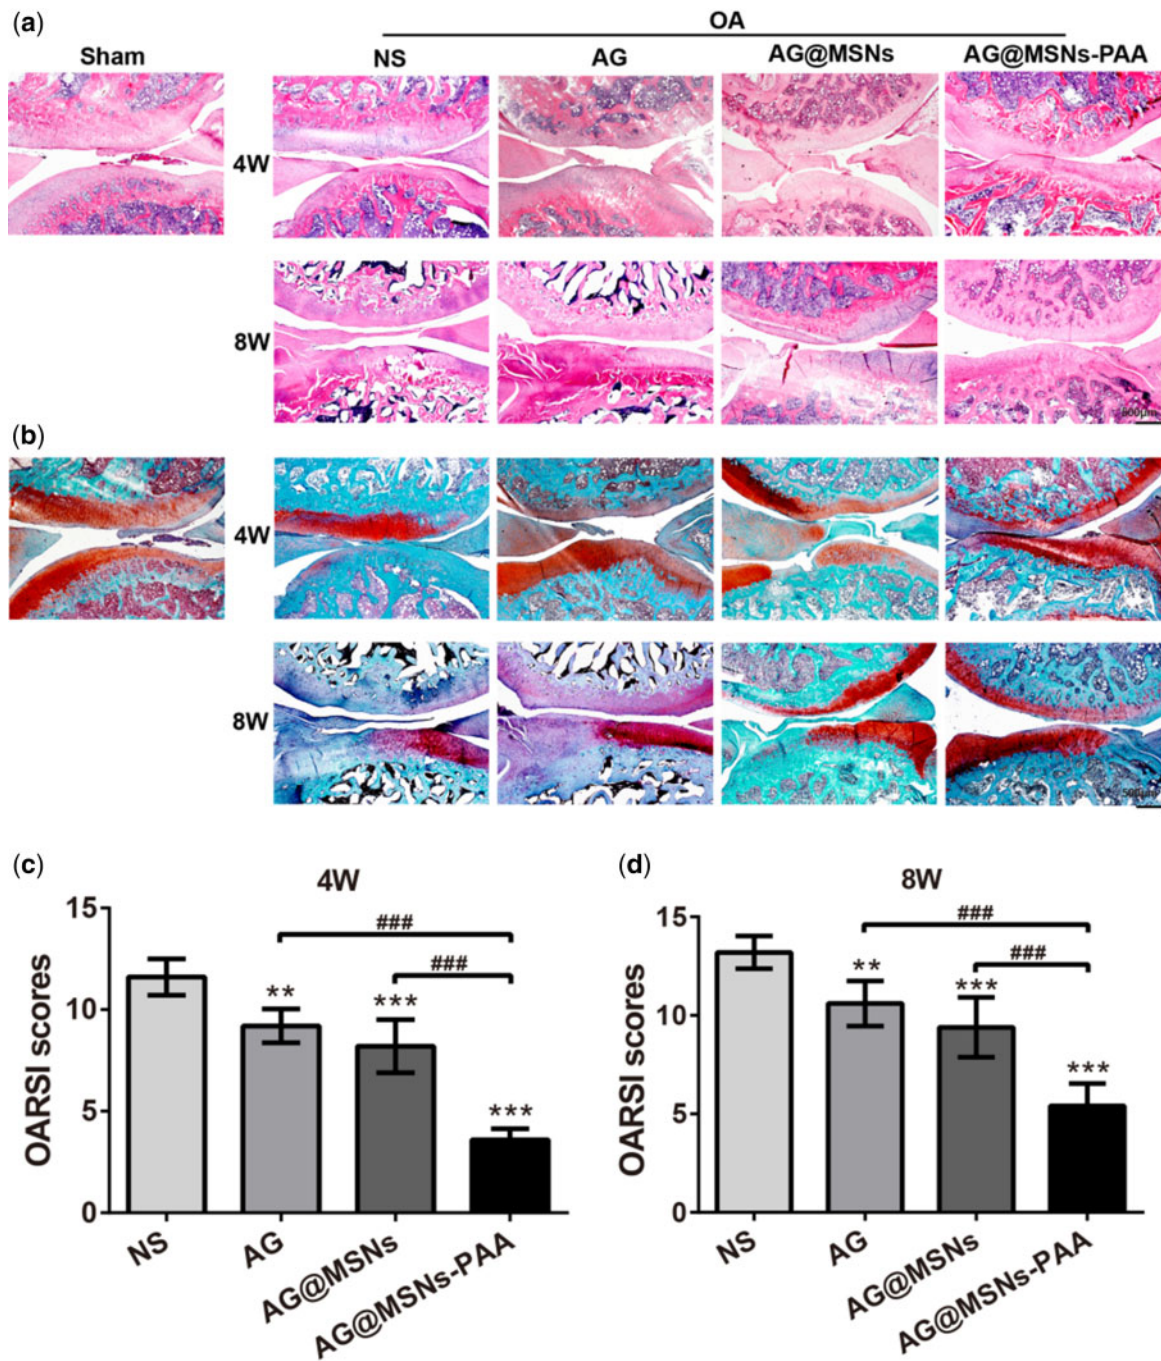 (a)
OA
Sham
NS
AG
AG@MSNs
AG@MSNs-PAA
4W
8W
500μm
(b)
4W
8W
500μm
(c)
4W
OARSI scores
15
10
5
0
###
###
**
***
***
NS
AG
AG@MSNs
AG@MSNs-PAA
(d)
8W
OARSI scores
15
10
5
0
###
###
**
***
***
NS
AG
AG@MSNs
AG@MSNs-PAA